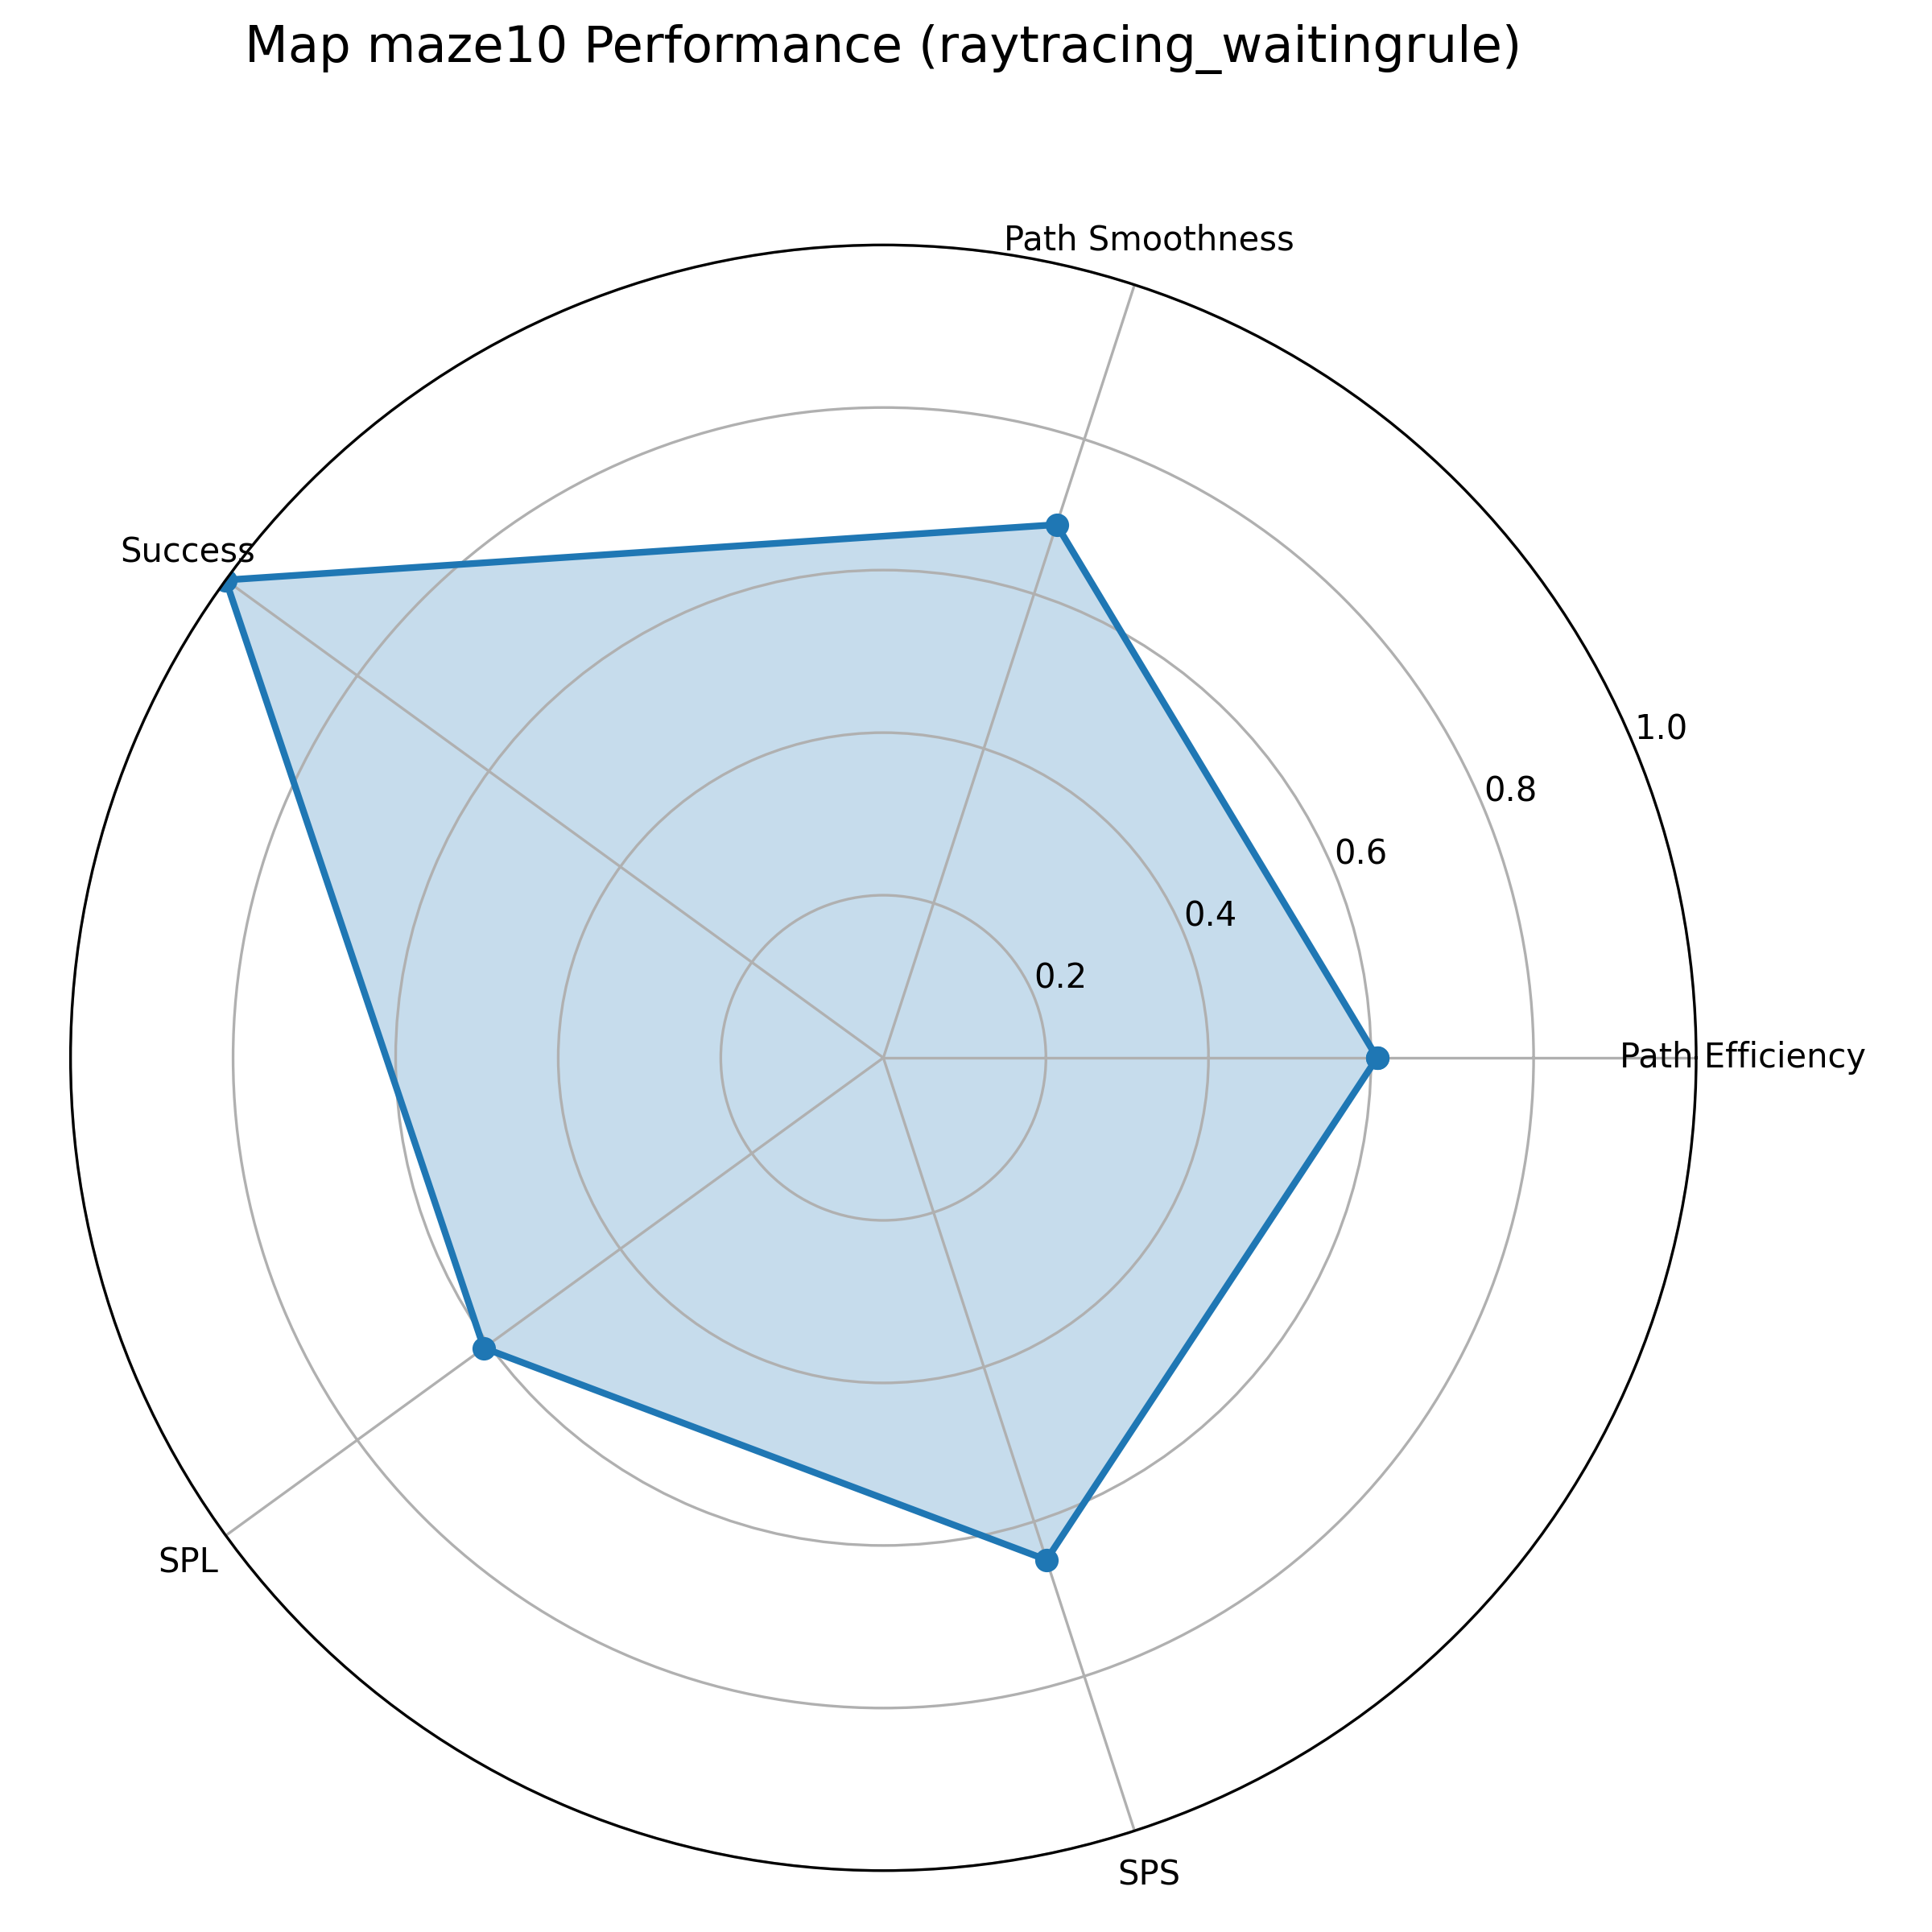 Map maze10 Performance (raytracing_waitingrule)
Path Smoothness
Success
1.0
0.8
0.6
0.4
0.2
Path Efficiency
SPL
SPS